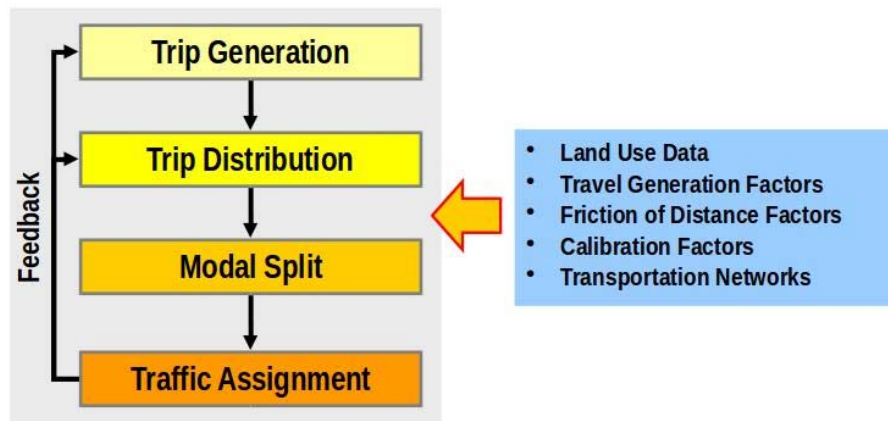 Trip Generation
Trip Distribution
Modal Split
Traffic Assignment
Feedback
• Land Use Data
• Travel Generation Factors
• Friction of Distance Factors
• Calibration Factors
• Transportation Networks